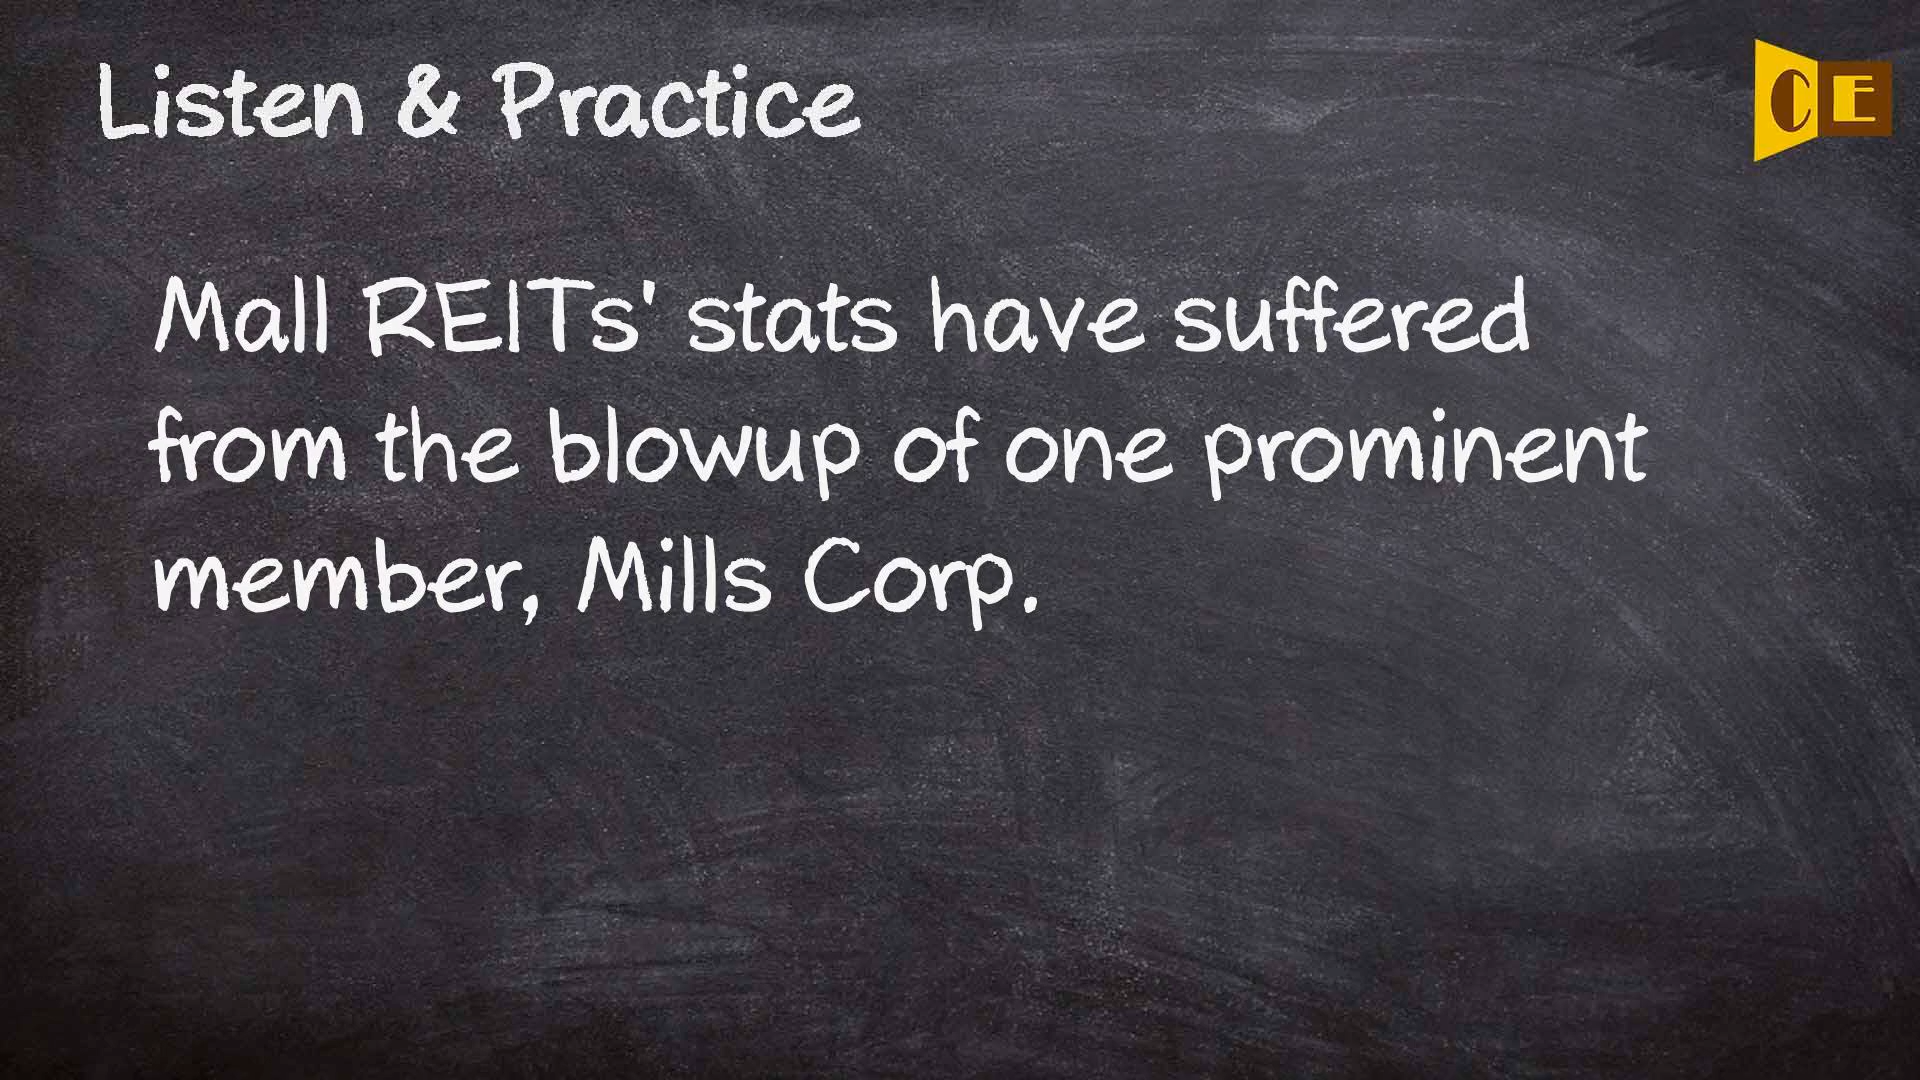 Listen & Practice
CE
Mall REITs' stats have suffered
from the blowup of one prominent
member, Mills Corp.